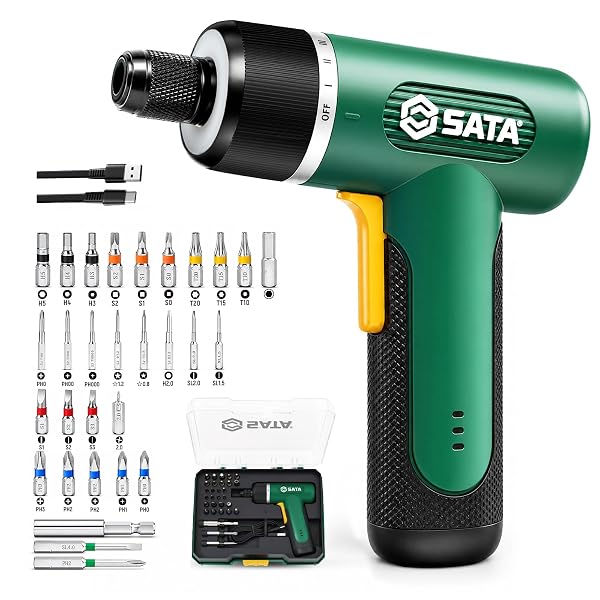 SATA
OFF I II III
H5 H4 H3 S2 S1 S0 T20 T15 T10
PH0 PH00 PH000 ☆1.2 ☆0.8 H2.0 SL2.0 SL1.5
S1 S2 S3 2.0
PH3 PH2 PH2 PH1 PH0
SL4.0
PH2
SATA
SATA